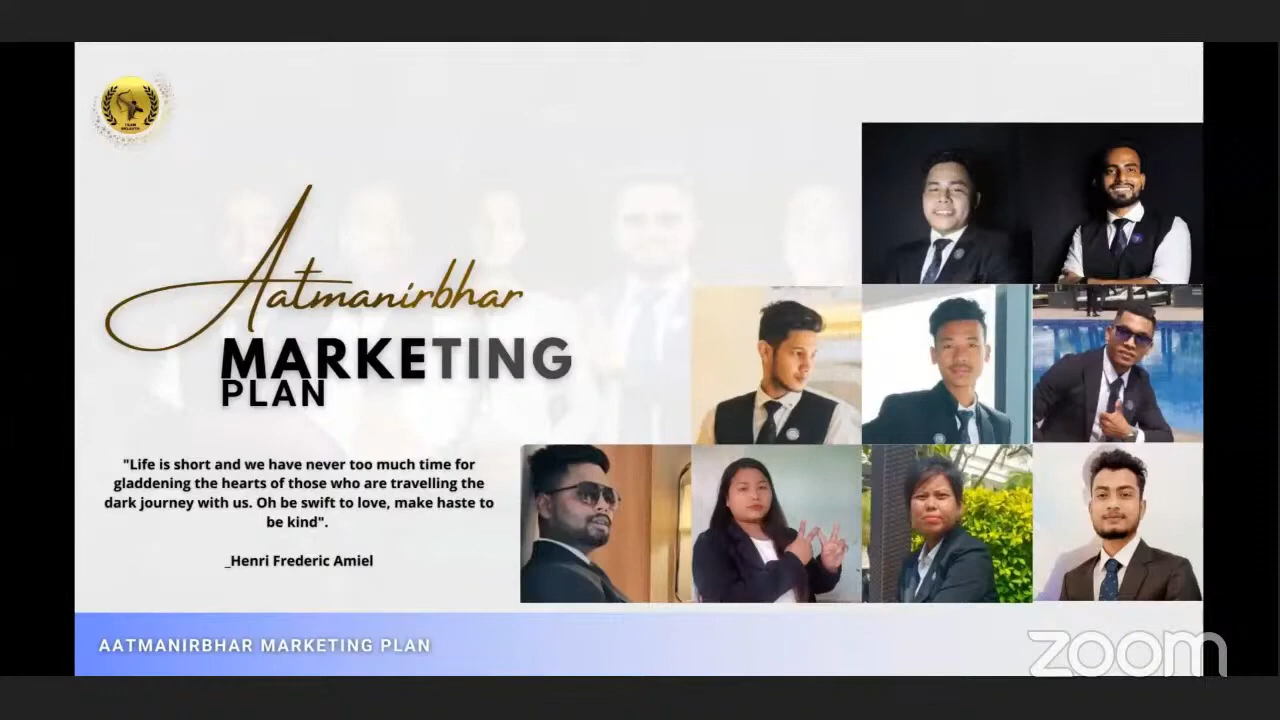 Aatmanirbhar
MARKETING
PLAN
"Life is short and we have never too much time for
gladdening the hearts of those who are travelling the
dark journey with us. Oh be swift to love, make haste to
be kind".
_Henri Frederic Amiel
AATMANIRBHAR MARKETING PLAN
zoom